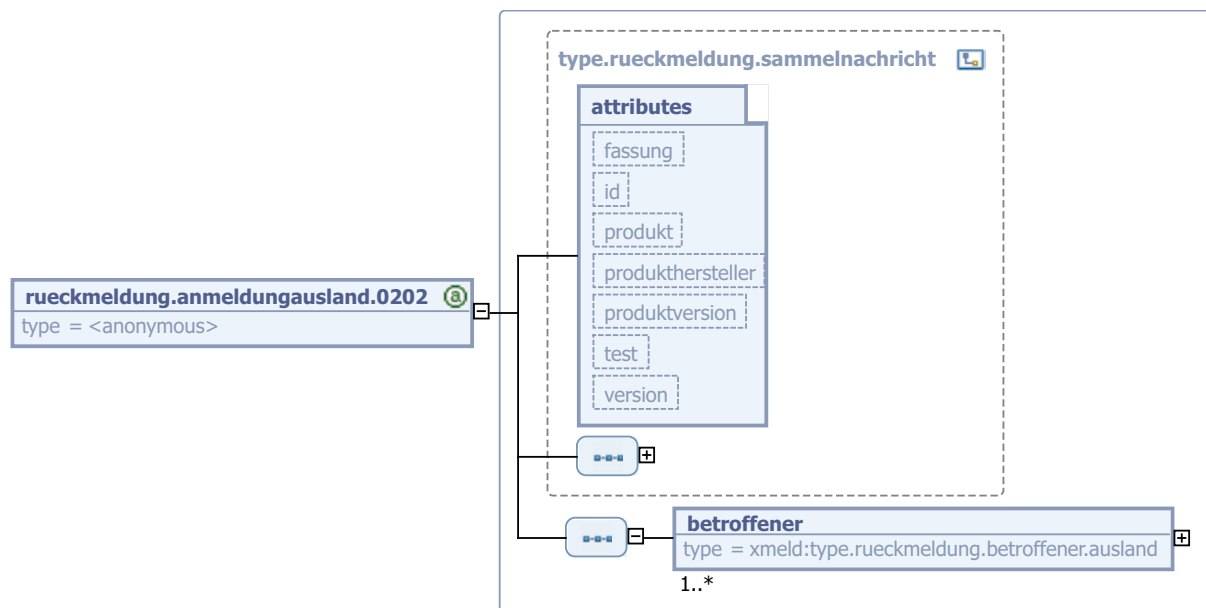 type.rueckmeldung.sammelnachricht
attributes
fassung
id
produkt
produkthersteller
produktversion
test
version
rueckmeldung.anmeldungausland.0202
type = <anonymous>
betroffener
type = xmeld:type.rueckmeldung.betroffener.ausland
1..*